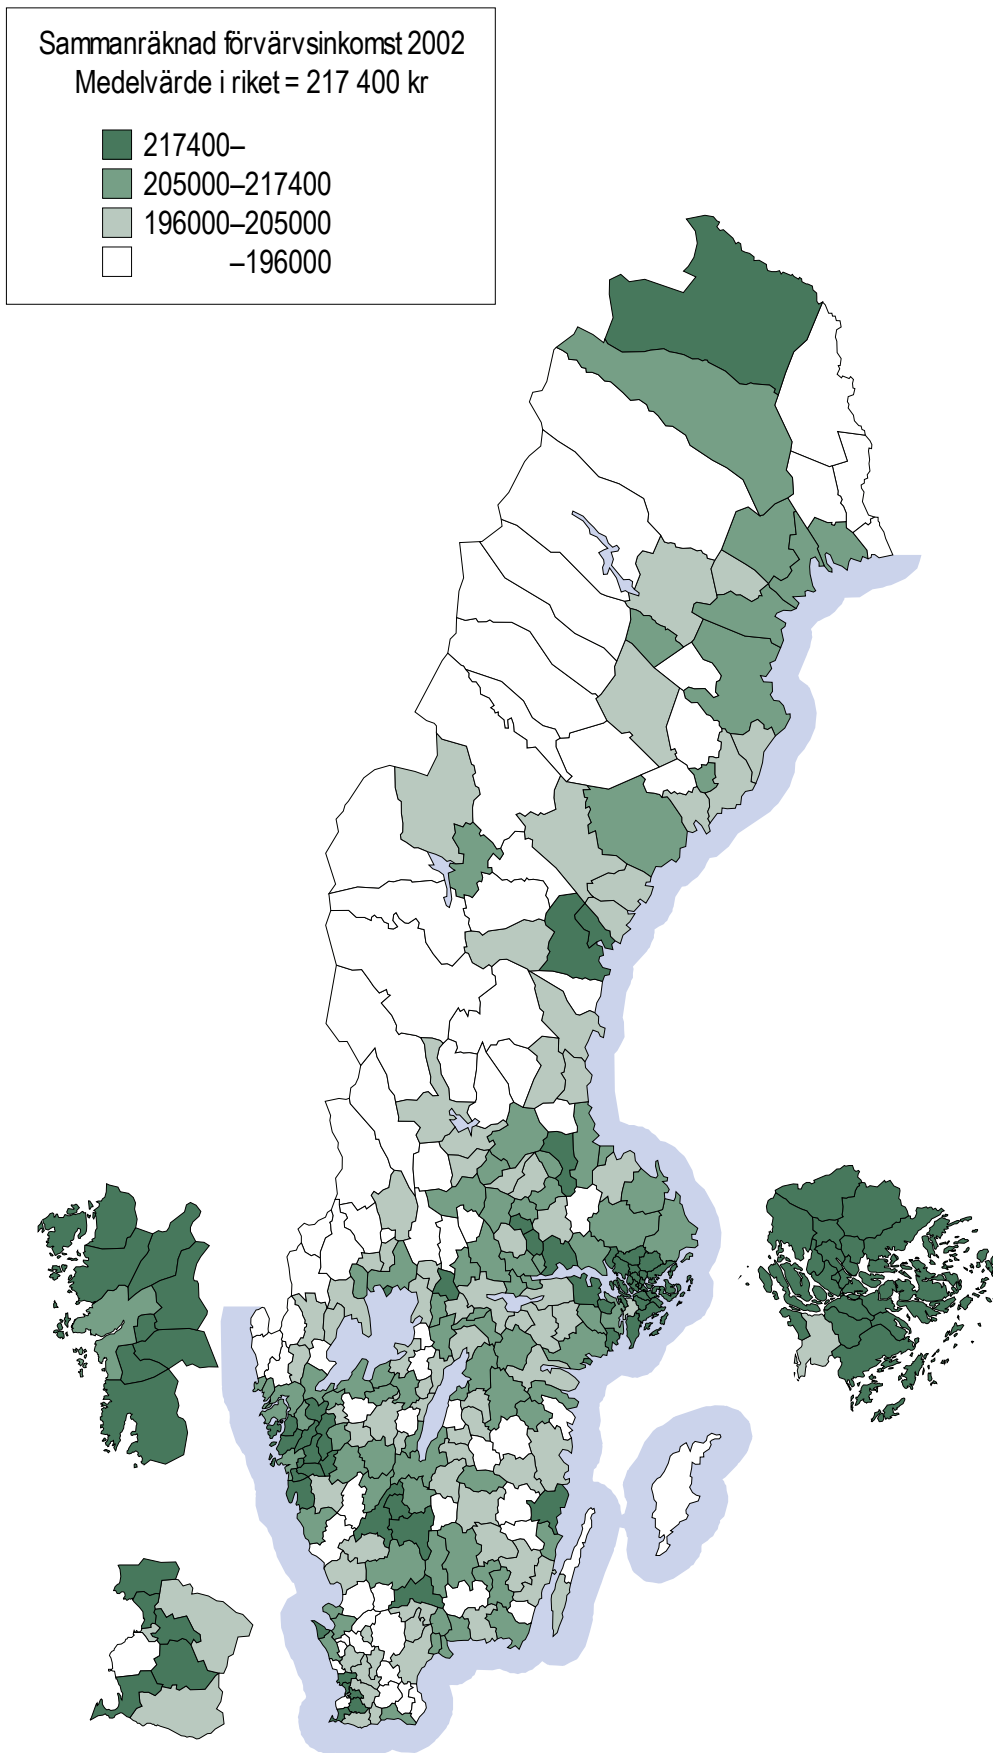 Sammanräknad förvärvsinkomst 2002
Medelvärde i riket = 217 400 kr
217400–
205000–217400
196000–205000
–196000